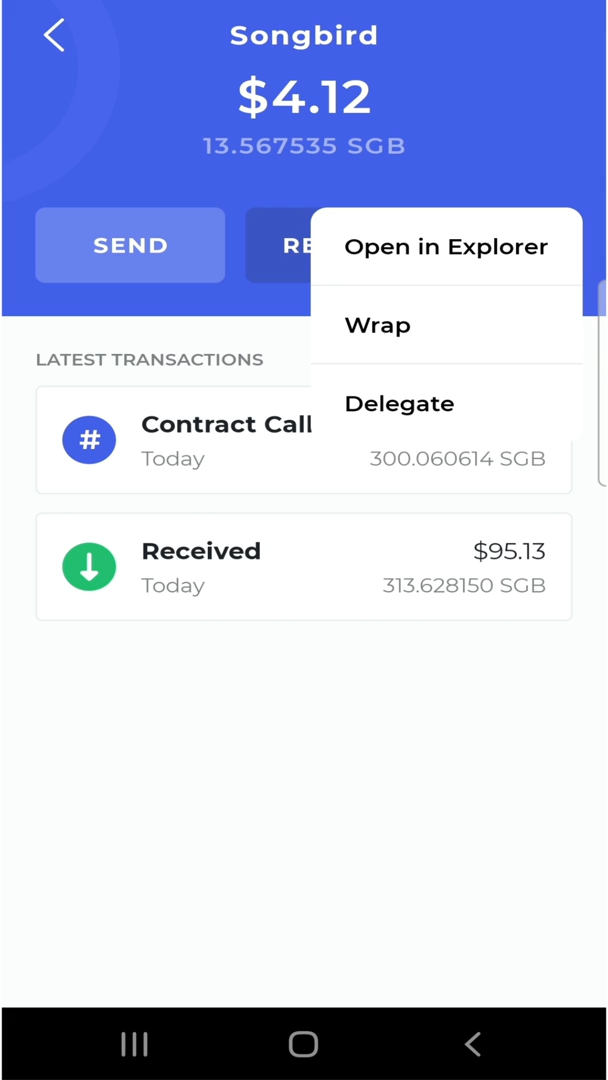 Songbird
$4.12
13.567535 SGB
SEND
Open in Explorer
Wrap
Delegate
LATEST TRANSACTIONS
#
Contract Call
Today
300.060614 SGB
Received
$95.13
Today
313.628150 SGB